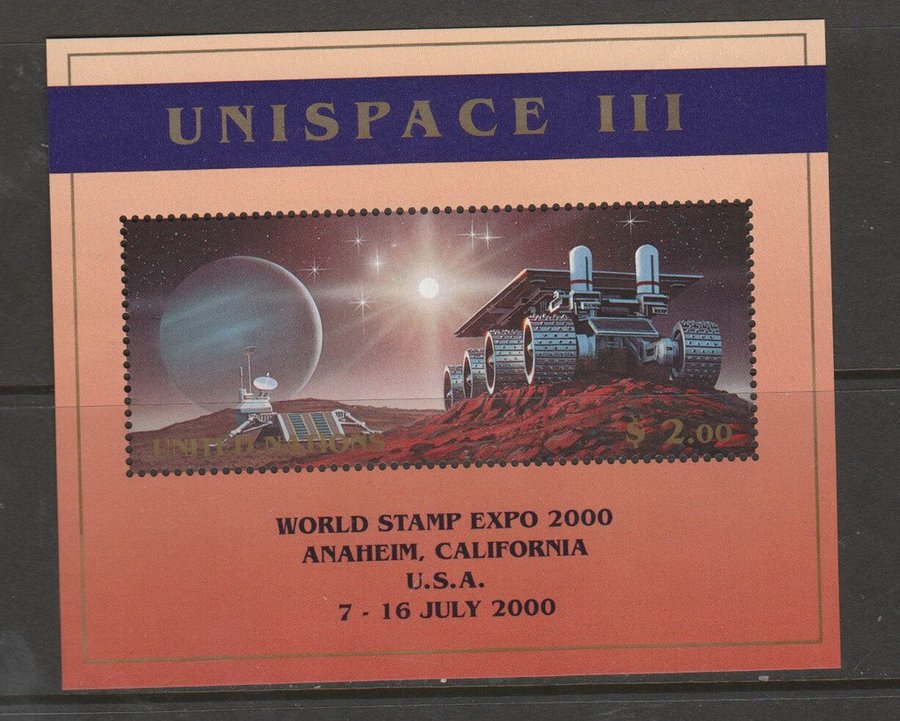 UNISPACE III
UNITED NATIONS
$ 2.00
WORLD STAMP EXPO 2000
ANAHEIM, CALIFORNIA
U.S.A.
7 - 16 JULY 2000